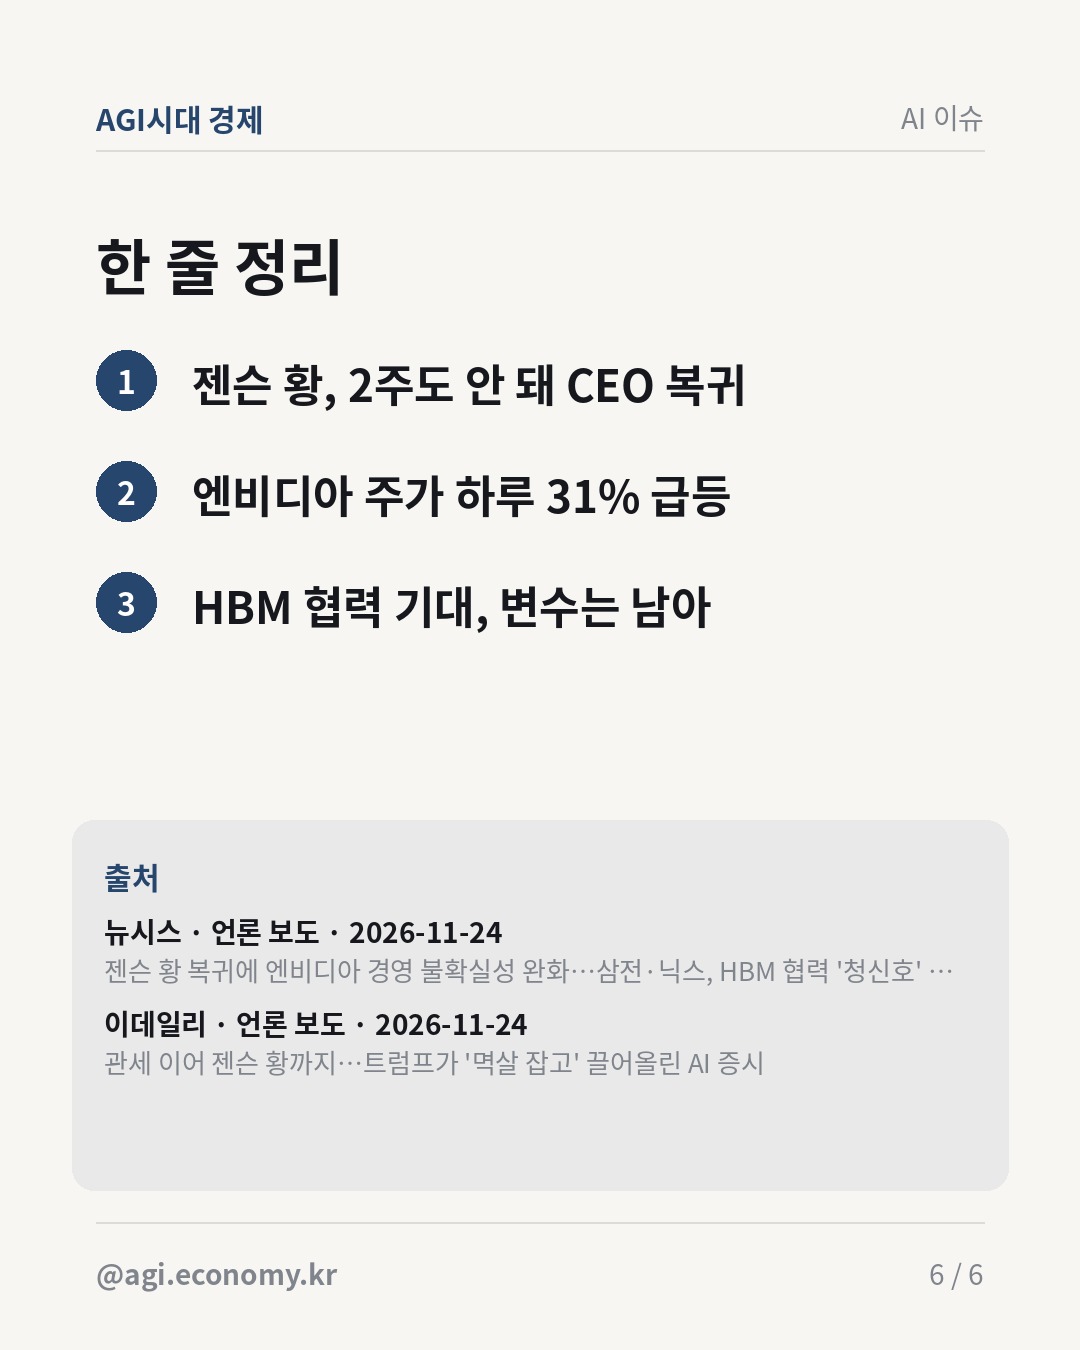 AGI시대 경제
AI 이슈
한 줄 정리
1 젠슨 황, 2주도 안 돼 CEO 복귀
2 엔비디아 주가 하루 31% 급등
3 HBM 협력 기대, 변수는 남아
출처
뉴시스 · 언론 보도 · 2026-11-24
젠슨 황 복귀에 엔비디아 경영 불확실성 완화…삼전·닉스, HBM 협력 '청신호' …
이데일리 · 언론 보도 · 2026-11-24
관세 이어 젠슨 황까지…트럼프가 '멱살 잡고' 끌어올린 AI 증시
@agi.economy.kr
6 / 6